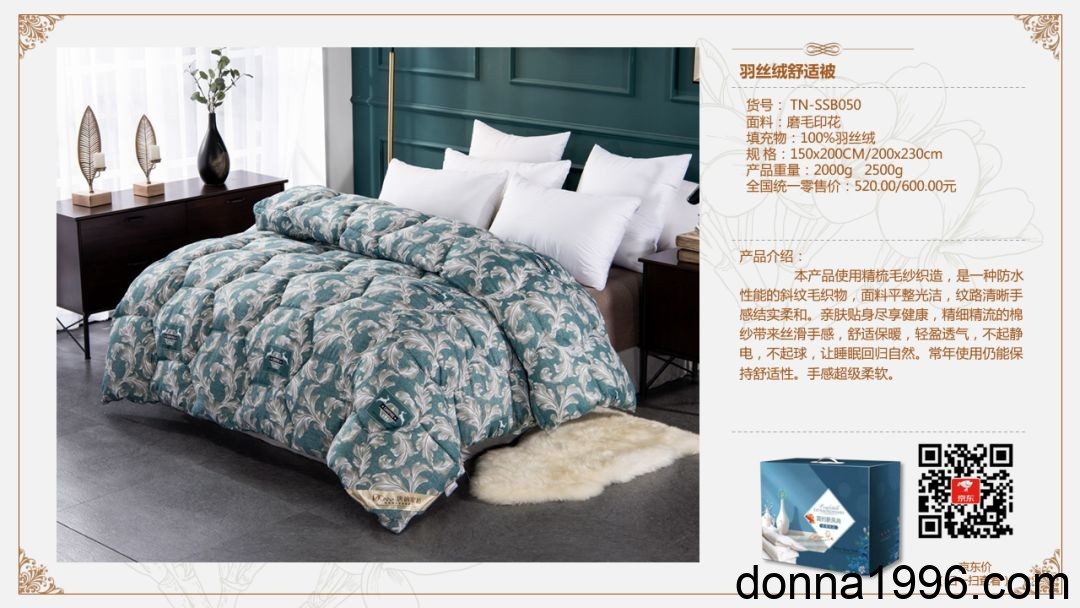 羽丝绒舒适被
货号： TN-SSB050
面料：磨毛印花
填充物：100%羽丝绒
规 格：150x200CM/200x230cm
产品重量：2000g 2500g
全国统一零售价：520.00/600.00元
产品介绍：
本产品使用精梳毛纱织造，是一种防水
性能的斜纹毛织物，面料平整光洁，纹路清晰手
感结实柔和。亲肤贴身尽享健康，精细精流的棉
纱带来丝滑手感，舒适保暖，轻盈透气，不起静
电，不起球，让睡眠回归自然。常年使用仍能保
持舒适性。手感超级柔软。
京东
京东价
扫查看
donna1996.com